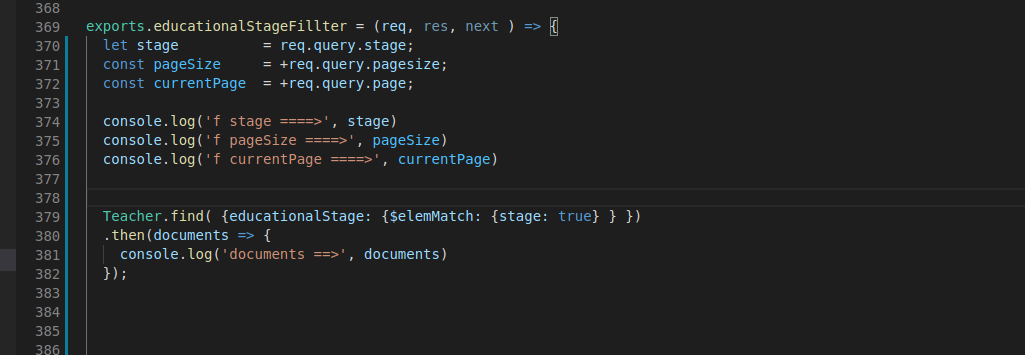 368
369 exports.educationalStageFillter = (req, res, next ) => {
370 let stage = req.query.stage;
371 const pageSize = +req.query.pagesize;
372 const currentPage = +req.query.page;
373
374 console.log('f stage ====>', stage)
375 console.log('f pageSize ====>', pageSize)
376 console.log('f currentPage ====>', currentPage)
377
378
379 Teacher.find( {educationalStage: {$elemMatch: {stage: true} } })
380 .then(documents => {
381 console.log('documents ==>', documents)
382 });
383
384
385
386